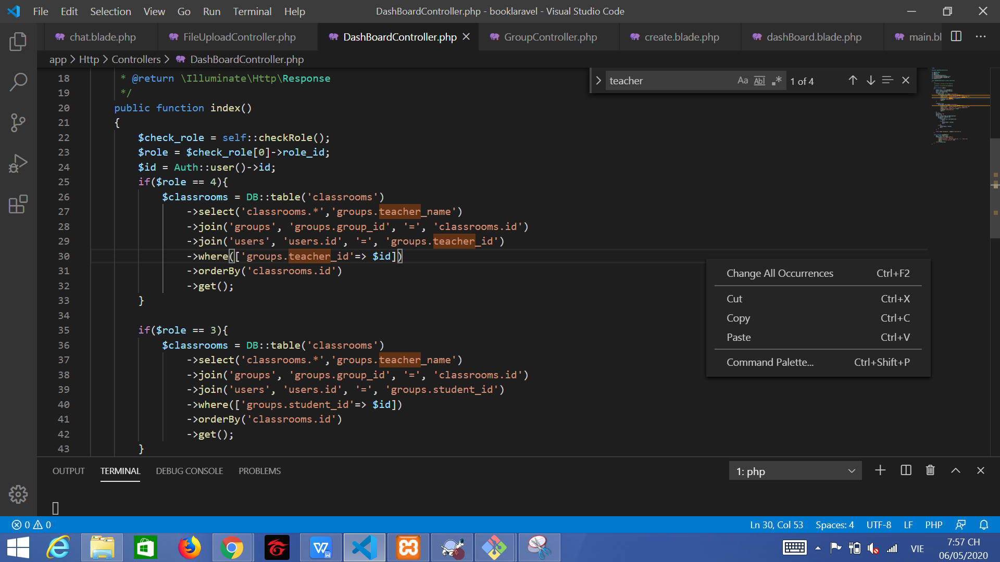 File Edit Selection View Go Run Terminal Help DashBoardController.php - booklaravel - Visual Studio Code
chat.blade.php FileUploadController.php DashBoardController.php GroupController.php create.blade.php dashBoard.blade.php main.bl
app > Http > Controllers > DashBoardController.php
teacher Aa Abl .* 1 of 4
18 * @return \Illuminate\Http\Response
19 */
20 public function index()
21 {
22 $check_role = self::checkRole();
23 $role = $check_role[0]->role_id;
24 $id = Auth::user()->id;
25 if($role == 4){
26 $classrooms = DB::table('classrooms')
27 ->select('classrooms.*','groups.teacher_name')
28 ->join('groups', 'groups.group_id', '=', 'classrooms.id')
29 ->join('users', 'users.id', '=', 'groups.teacher_id')
30 ->where(['groups.teacher_id'=> $id])
31 ->orderBy('classrooms.id')
32 ->get();
33 }
34
35 if($role == 3){
36 $classrooms = DB::table('classrooms')
37 ->select('classrooms.*','groups.teacher_name')
38 ->join('groups', 'groups.group_id', '=', 'classrooms.id')
39 ->join('users', 'users.id', '=', 'groups.student_id')
40 ->where(['groups.student_id'=> $id])
41 ->orderBy('classrooms.id')
42 ->get();
43 }
Change All Occurrences Ctrl+F2
Cut Ctrl+X
Copy Ctrl+C
Paste Ctrl+V
Command Palette... Ctrl+Shift+P
OUTPUT TERMINAL DEBUG CONSOLE PROBLEMS 1: php
0 0 Ln 30, Col 53 Spaces: 4 UTF-8 LF PHP
VIE 7:57 CH
06/05/2020